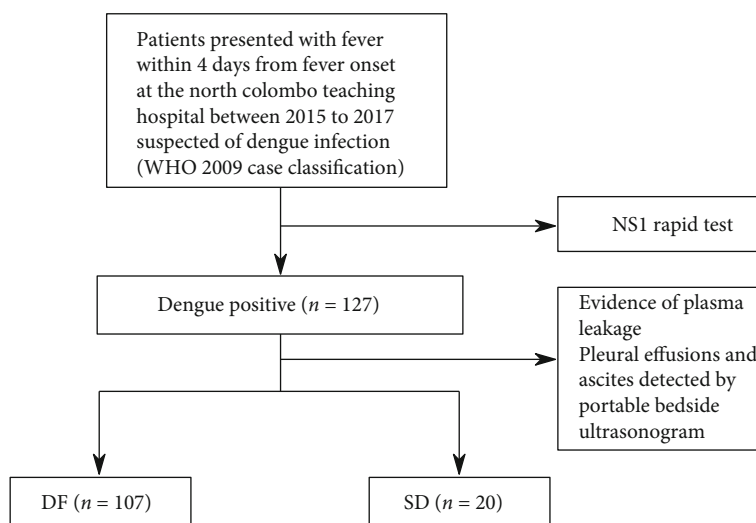 Patients presented with fever
within 4 days from fever onset
at the north colombo teaching
hospital between 2015 to 2017
suspected of dengue infection
(WHO 2009 case classification)
NS1 rapid test
Dengue positive (n = 127)
Evidence of plasma
leakage
Pleural effusions and
ascites detected by
portable bedside
ultrasonogram
DF (n = 107)
SD (n = 20)